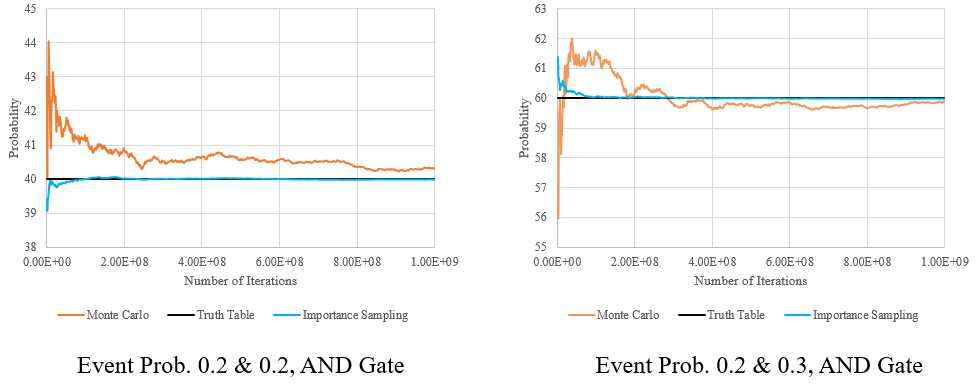 45
44
43
42
41
40
39
38
Probability
0.00E+00 2.00E+08 4.00E+08 6.00E+08 8.00E+08 1.00E+09
Number of Iterations
Monte Carlo Truth Table Importance Sampling
Event Prob. 0.2 & 0.2, AND Gate
63
62
61
60
59
58
57
56
55
Probability
0.00E+00 2.00E+08 4.00E+08 6.00E+08 8.00E+08 1.00E+09
Number of Iterations
Monte Carlo Truth Table Importance Sampling
Event Prob. 0.2 & 0.3, AND Gate